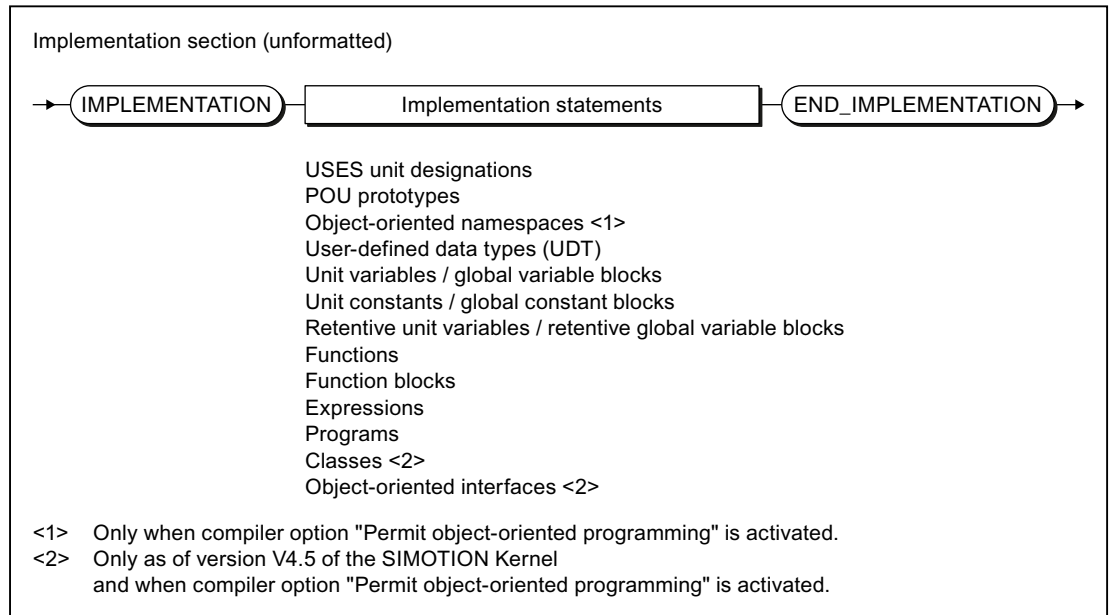 Implementation section (unformatted)
IMPLEMENTATION Implementation statements END_IMPLEMENTATION
USES unit designations
POU prototypes
Object-oriented namespaces <1>
User-defined data types (UDT)
Unit variables / global variable blocks
Unit constants / global constant blocks
Retentive unit variables / retentive global variable blocks
Functions
Function blocks
Expressions
Programs
Classes <2>
Object-oriented interfaces <2>
<1> Only when compiler option "Permit object-oriented programming" is activated.
<2> Only as of version V4.5 of the SIMOTION Kernel
and when compiler option "Permit object-oriented programming" is activated.